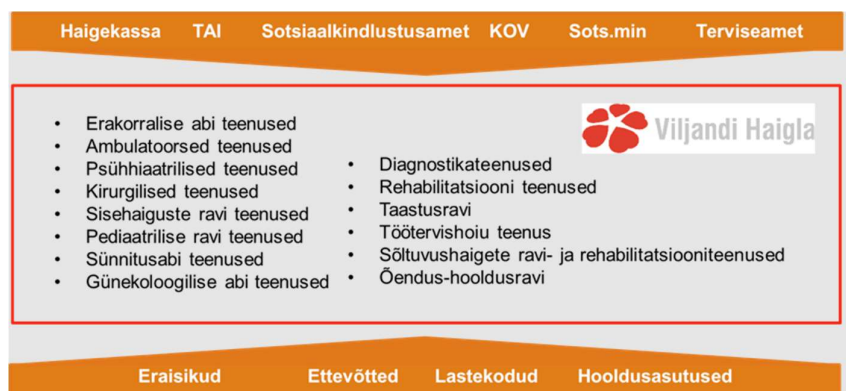 Haigekassa TAI Sotsiaalkindlustusamet KOV Sots.min Terviseamet
Viljandi Haigla
• Erakorralise abi teenused
• Ambulatoorsed teenused
• Psühhiaatrilised teenused
• Kirurgilised teenused
• Sisehaiguste ravi teenused
• Pediaatrilise ravi teenused
• Sünnitusabi teenused
• Günekoloogilise abi teenused
• Diagnostikateenused
• Rehabilitatsiooni teenused
• Taastusravi
• Töötervishoiu teenus
• Sõltuvushaigete ravi- ja rehabilitatsiooniteenused
• Õendus-hooldusravi
Eraisikud Ettevõtted Lastekodud Hooldusasutused